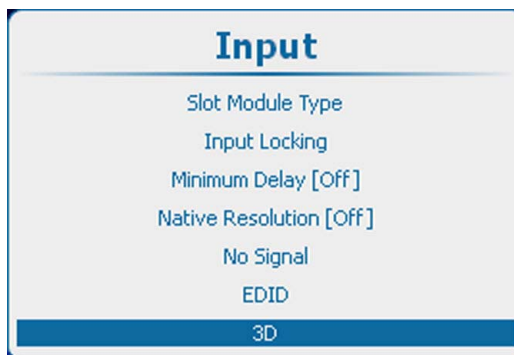 Input
Slot Module Type
Input Locking
Minimum Delay [Off]
Native Resolution [Off]
No Signal
EDID
3D